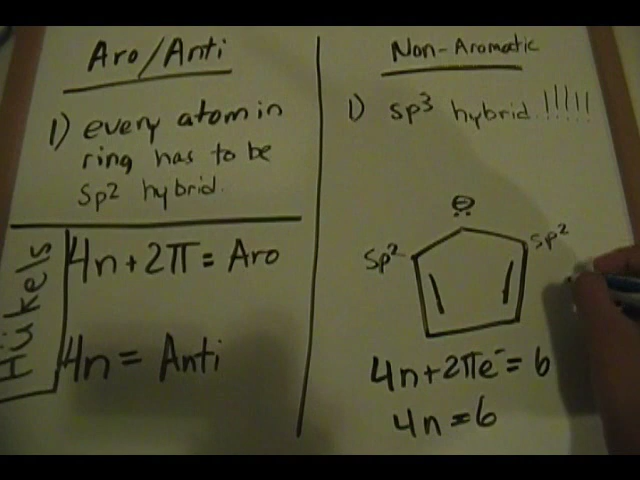 Aro/Anti
1) every atom in
ring has to be
sp2 hybrid.
Hükels
4n+2π = Aro
4n = Anti
Non-Aromatic
1) sp3 hybrid!!!!!
⊖
sp2
sp2
4n+2πe⁻=6
4n=6